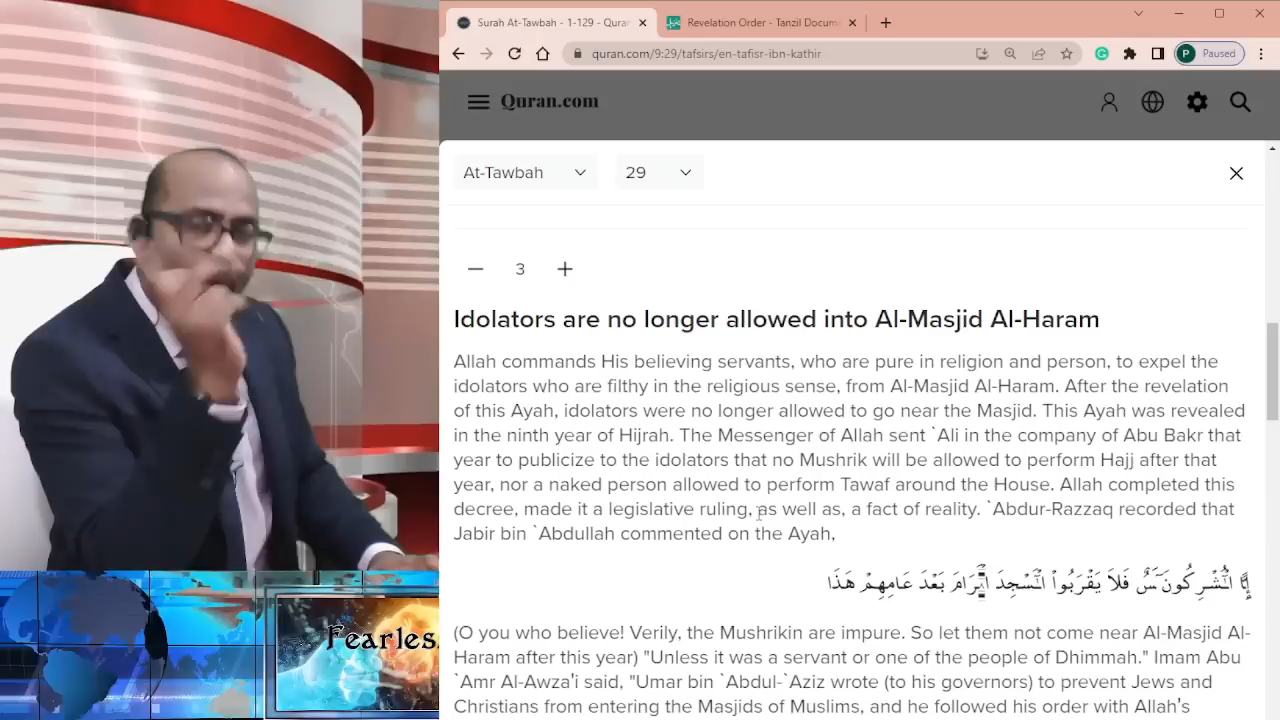 Surah At-Tawbah - 1-129 - Quran
Revelation Order - Tanzil Docum
quran.com/9:29/tafsirs/en-tafisr-ibn-kathir
P Paused
Quran.com
At-Tawbah
29
3
Idolators are no longer allowed into Al-Masjid Al-Haram
Allah commands His believing servants, who are pure in religion and person, to expel the
idolators who are filthy in the religious sense, from Al-Masjid Al-Haram. After the revelation
of this Ayah, idolators were no longer allowed to go near the Masjid. This Ayah was revealed
in the ninth year of Hijrah. The Messenger of Allah sent `Ali in the company of Abu Bakr that
year to publicize to the idolators that no Mushrik will be allowed to perform Hajj after that
year, nor a naked person allowed to perform Tawaf around the House. Allah completed this
decree, made it a legislative ruling, as well as, a fact of reality. `Abdur-Razzaq recorded that
Jabir bin `Abdullah commented on the Ayah,
فَلاَ يَقْرَبُواْ بَعْدَ عَامِهِمْ هَذَا
(O you who believe! Verily, the Mushrikin are impure. So let them not come near Al-Masjid Al-
Haram after this year) "Unless it was a servant or one of the people of Dhimmah." Imam Abu
`Amr Al-Awza'i said, "Umar bin `Abdul-`Aziz wrote (to his governors) to prevent Jews and
Christians from entering the Masjids of Muslims, and he followed his order with Allah's
Fearles